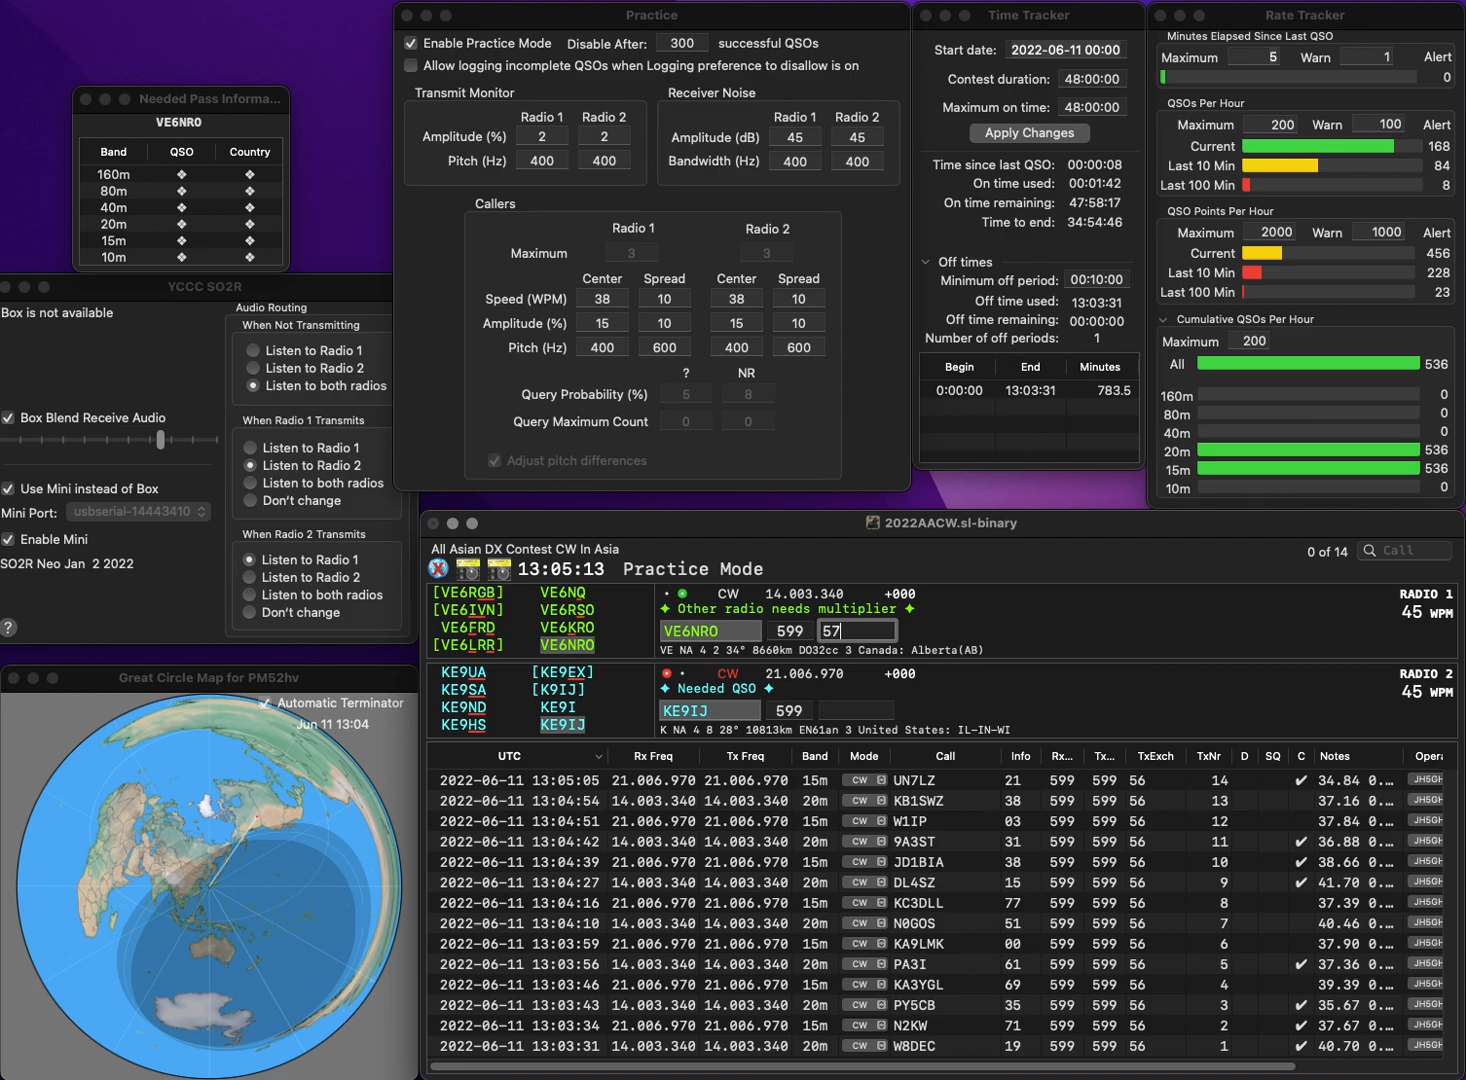 Needed Pass Informa...
VE6NRO
Band QSO Country
160m ❖ ❖
80m ❖ ❖
40m ❖ ❖
20m ❖ ❖
15m ❖ ❖
10m ❖ ❖
YCCC SO2R
Box is not available
Box Blend Receive Audio
Use Mini instead of Box
Mini Port: usbserial-14443410
Enable Mini
SO2R Neo Jan 2 2022
?
Audio Routing
When Not Transmitting
Listen to Radio 1
Listen to Radio 2
Listen to both radios
When Radio 1 Transmits
Listen to Radio 1
Listen to Radio 2
Listen to both radios
Don't change
When Radio 2 Transmits
Listen to Radio 1
Listen to Radio 2
Listen to both radios
Don't change
Great Circle Map for PM52hv
Automatic Terminator
Jun 11 13:04
Practice
Enable Practice Mode Disable After: 300 successful QSOs
Allow logging incomplete QSOs when Logging preference to disallow is on
Transmit Monitor
Radio 1 Radio 2
Amplitude (%) 2 2
Pitch (Hz) 400 400
Receiver Noise
Radio 1 Radio 2
Amplitude (dB) 45 45
Bandwidth (Hz) 400 400
Callers
Radio 1 Radio 2
Maximum 3 3
Center Spread Center Spread
Speed (WPM) 38 10 38 10
Amplitude (%) 15 10 15 10
Pitch (Hz) 400 600 400 600
? NR
Query Probability (%) 5 8
Query Maximum Count 0 0
Adjust pitch differences
Time Tracker
Start date: 2022-06-11 00:00
Contest duration: 48:00:00
Maximum on time: 48:00:00
Apply Changes
Time since last QSO: 00:00:08
On time used: 00:01:42
On time remaining: 47:58:17
Time to end: 34:54:46
Off times
Minimum off period: 00:10:00
Off time used: 13:03:31
Off time remaining: 00:00:00
Number of off periods: 1
Begin End Minutes
0:00:00 13:03:31 783.5
Rate Tracker
Minutes Elapsed Since Last QSO
Maximum 5 Warn 1 Alert
0
QSOs Per Hour
Maximum 200 Warn 100 Alert
Current 168
Last 10 Min 84
Last 100 Min 8
QSO Points Per Hour
Maximum 2000 Warn 1000 Alert
Current 456
Last 10 Min 228
Last 100 Min 23
Cumulative QSOs Per Hour
Maximum 200
All 536
160m 0
80m 0
40m 0
20m 536
15m 536
10m 0
2022AACW.sl-binary
All Asian DX Contest CW In Asia
0 of 14 Call
13:05:13 Practice Mode
[VE6RGB] VE6NQ
[VE6IVN] VE6RSO
VE6FRD VE6KRO
[VE6LRR] VE6NRO
CW 14.003.340 +000
✦ Other radio needs multiplier ✦
VE6NRO 599 57
VE NA 4 2 34° 8660km DO32cc 3 Canada: Alberta(AB)
RADIO 1
45 WPM
KE9UA [KE9EX]
KE9SA [K9IJ]
KE9ND KE9I
KE9HS KE9IJ
CW 21.006.970 +000
✦ Needed QSO ✦
KE9IJ 599
K NA 4 8 28° 10813km EN61an 3 United States: IL-IN-WI
RADIO 2
45 WPM
UTC Rx Freq Tx Freq Band Mode Call Info Rx... Tx... TxExch TxNr D SQ C Notes Opera
2022-06-11 13:05:05 21.006.970 21.006.970 15m CW UN7LZ 21 599 599 56 14 ✔ 34.84 0.… JH5GH
2022-06-11 13:04:54 14.003.340 14.003.340 20m CW KB1SWZ 38 599 599 56 13 37.16 0.… JH5GH
2022-06-11 13:04:51 21.006.970 21.006.970 15m CW W1IP 03 599 599 56 12 37.84 0.… JH5GH
2022-06-11 13:04:42 14.003.340 14.003.340 20m CW 9A3ST 31 599 599 56 11 ✔ 36.88 0.… JH5GH
2022-06-11 13:04:39 21.006.970 21.006.970 15m CW JD1BIA 38 599 599 56 10 ✔ 38.66 0.… JH5GH
2022-06-11 13:04:27 14.003.340 14.003.340 20m CW DL4SZ 15 599 599 56 9 ✔ 41.70 0.… JH5GH
2022-06-11 13:04:16 21.006.970 21.006.970 15m CW KC3DLL 77 599 599 56 8 37.39 0.… JH5GH
2022-06-11 13:04:10 14.003.340 14.003.340 20m CW N0GOS 51 599 599 56 7 40.46 0.… JH5GH
2022-06-11 13:03:59 21.006.970 21.006.970 15m CW KA9LMK 00 599 599 56 6 37.90 0.… JH5GH
2022-06-11 13:03:56 14.003.340 14.003.340 20m CW PA3I 61 599 599 56 5 ✔ 37.36 0.… JH5GH
2022-06-11 13:03:46 21.006.970 21.006.970 15m CW KA3YGL 69 599 599 56 4 39.39 0.… JH5GH
2022-06-11 13:03:43 14.003.340 14.003.340 20m CW PY5CB 35 599 599 56 3 ✔ 35.67 0.… JH5GH
2022-06-11 13:03:34 21.006.970 21.006.970 15m CW N2KW 71 599 599 56 2 ✔ 37.67 0.… JH5GH
2022-06-11 13:03:31 14.003.340 14.003.340 20m CW W8DEC 19 599 599 56 1 ✔ 40.70 0.… JH5GH